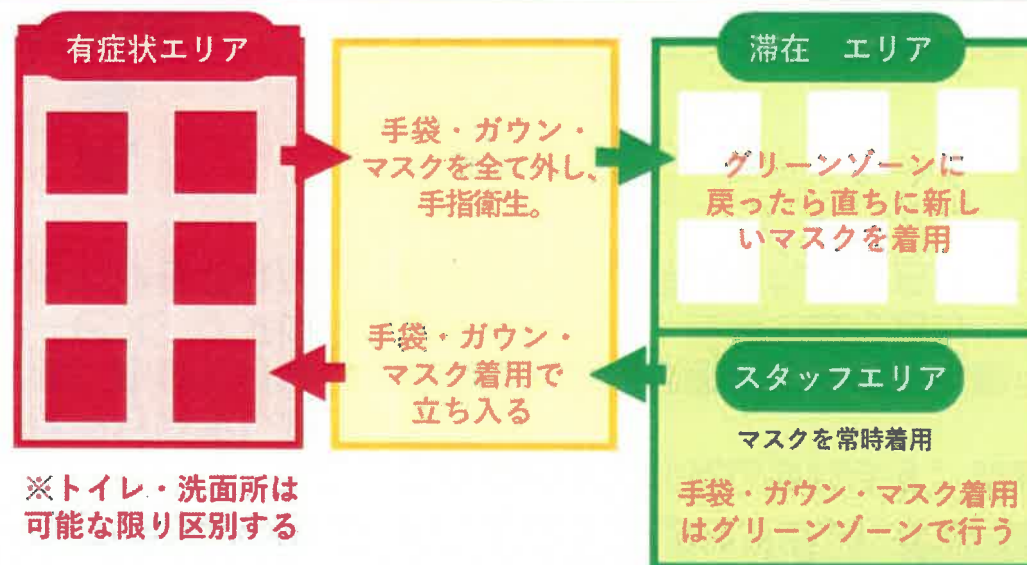 有症状エリア
手袋・ガウン・
マスクを全て外し、
手指衛生。
手袋・ガウン・
マスク着用で
立ち入る
滞在 エリア
グリーンゾーンに
戻ったら直ちに新し
いマスクを着用
スタッフエリア
マスクを常時着用
手袋・ガウン・マスク着用
はグリーンゾーンで行う
※トイレ・洗面所は
可能な限り区別する